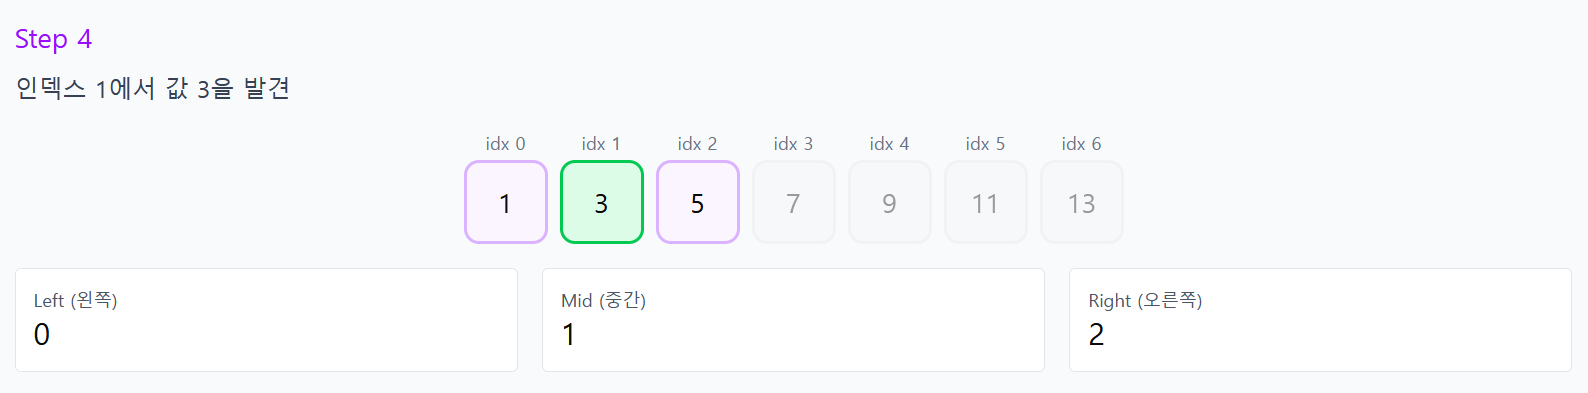 Step 4
인덱스 1에서 값 3을 발견
idx 0 idx 1 idx 2 idx 3 idx 4 idx 5 idx 6
1 3 5 7 9 11 13
Left (왼쪽) Mid (중간) Right (오른쪽)
0 1 2